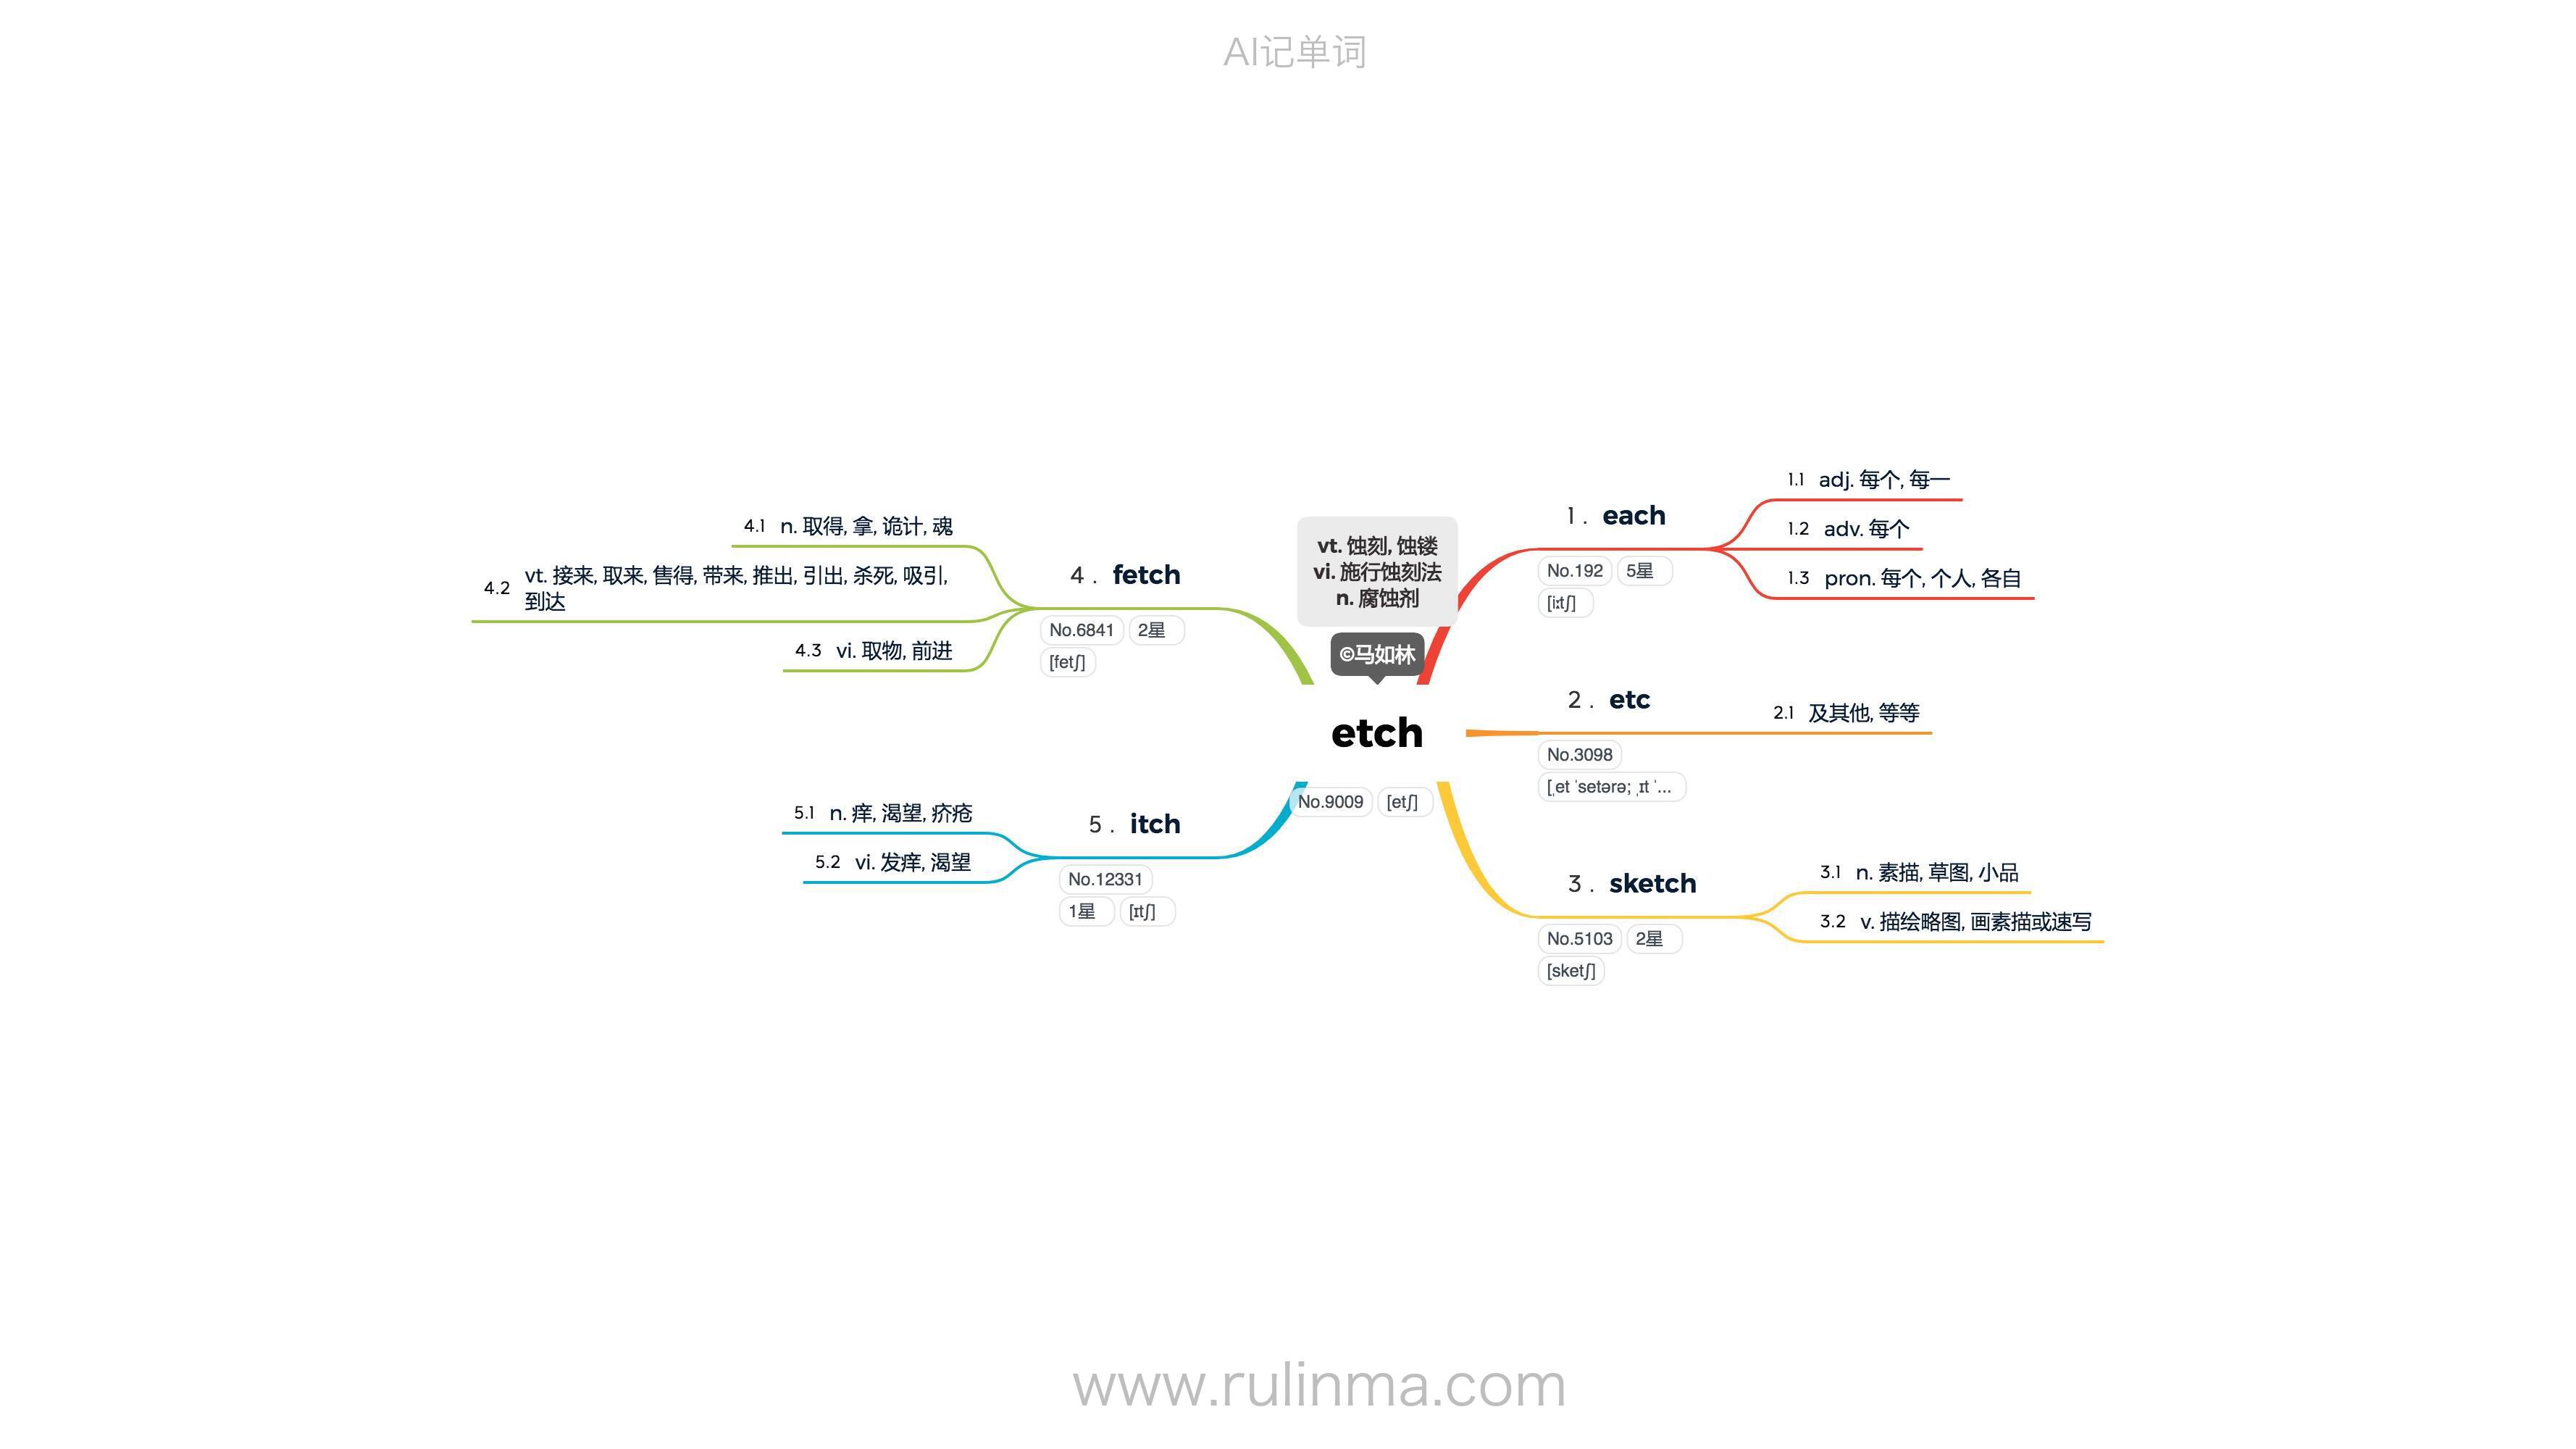 AI记单词
vt. 蚀刻, 蚀镂
vi. 施行蚀刻法
n. 腐蚀剂
©马如林
etch
No.9009 [etʃ]
1 . each
No.192 5星
[iːtʃ]
1.1 adj. 每个, 每一
1.2 adv. 每个
1.3 pron. 每个, 个人, 各自
2 . etc
No.3098
[ˌet ˈsetərə; ˌɪt ˈ...
2.1 及其他, 等等
3 . sketch
No.5103 2星
[sketʃ]
3.1 n. 素描, 草图, 小品
3.2 v. 描绘略图, 画素描或速写
4 . fetch
No.6841 2星
[fetʃ]
4.1 n. 取得, 拿, 诡计, 魂
4.2 vt. 接来, 取来, 售得, 带来, 推出, 引出, 杀死, 吸引,
到达
4.3 vi. 取物, 前进
5 . itch
No.12331
1星 [ɪtʃ]
5.1 n. 痒, 渴望, 疥疮
5.2 vi. 发痒, 渴望
www.rulinma.com